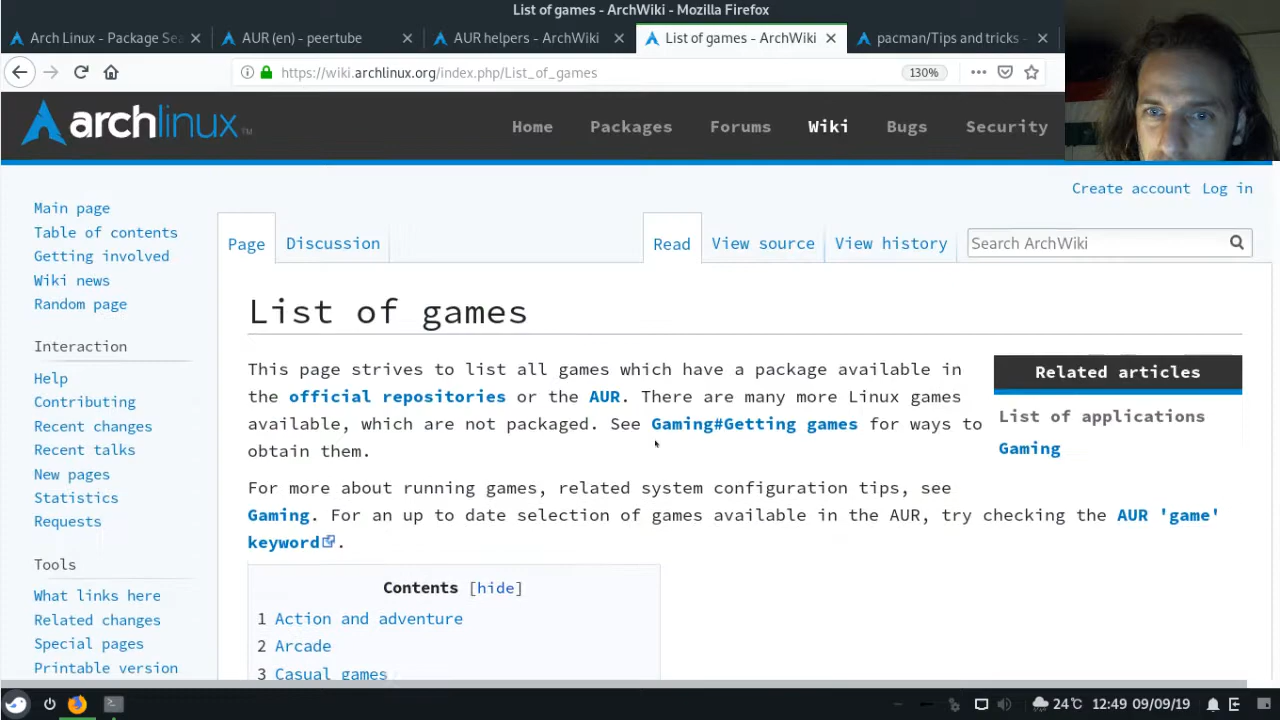 List of games - ArchWiki - Mozilla Firefox
Arch Linux - Package Sea
AUR (en) - peertube
AUR helpers - ArchWiki
List of games - ArchWiki
pacman/Tips and tricks -
https://wiki.archlinux.org/index.php/List_of_games
130%
archlinux™
Home
Packages
Forums
Wiki
Bugs
Security
Create account
Log in
Main page
Table of contents
Getting involved
Wiki news
Random page
Interaction
Help
Contributing
Recent changes
Recent talks
New pages
Statistics
Requests
Tools
What links here
Related changes
Special pages
Printable version
Page
Discussion
Read
View source
View history
Search ArchWiki
List of games
This page strives to list all games which have a package available in
the official repositories or the AUR. There are many more Linux games
available, which are not packaged. See Gaming#Getting games for ways to
obtain them.
Related articles
List of applications
Gaming
For more about running games, related system configuration tips, see
Gaming. For an up to date selection of games available in the AUR, try checking the AUR 'game'
keyword.
Contents [hide]
1 Action and adventure
2 Arcade
3 Casual games
24℃
12:49
09/09/19